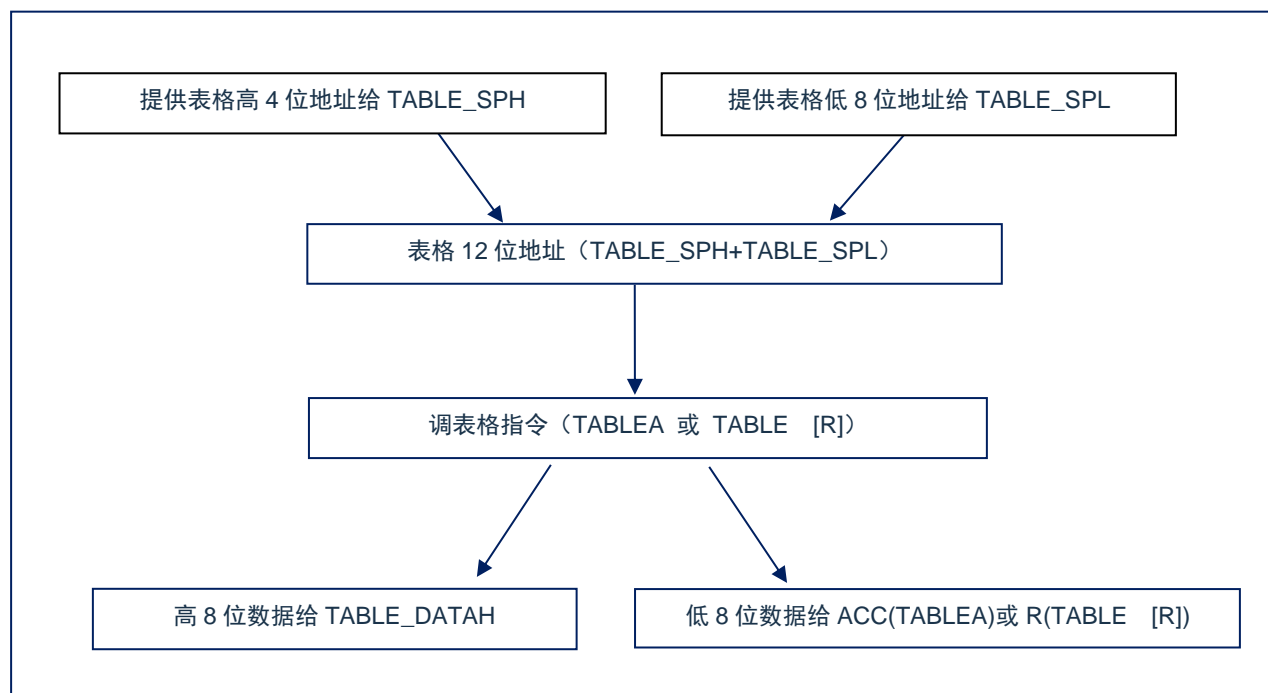 提供表格高 4 位地址给 TABLE_SPH
提供表格低 8 位地址给 TABLE_SPL
表格 12 位地址（TABLE_SPH+TABLE_SPL）
调表格指令（TABLEA 或 TABLE [R]）
高 8 位数据给 TABLE_DATAH
低 8 位数据给 ACC(TABLEA)或 R(TABLE [R])